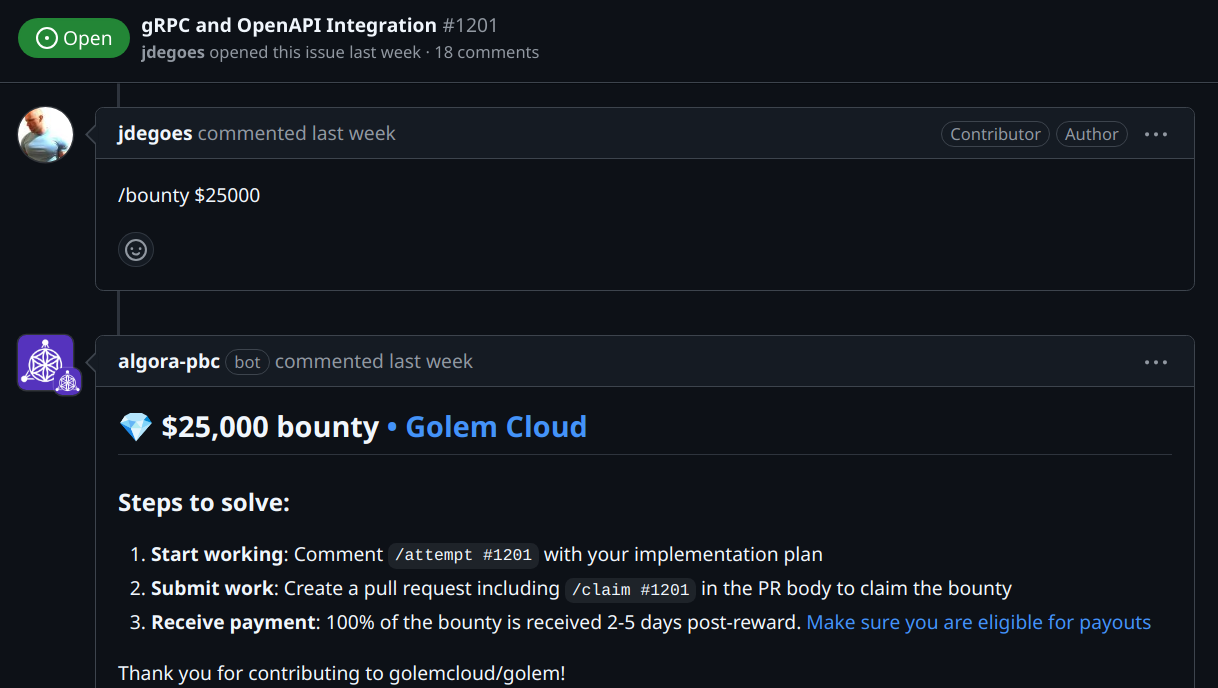 Open
gRPC and OpenAPI Integration #1201
jdegoes opened this issue last week · 18 comments
jdegoes commented last week
Contributor
Author
/bounty $25000
algora-pbc bot commented last week
💎 $25,000 bounty • Golem Cloud
Steps to solve:
1. Start working: Comment /attempt #1201 with your implementation plan
2. Submit work: Create a pull request including /claim #1201 in the PR body to claim the bounty
3. Receive payment: 100% of the bounty is received 2-5 days post-reward. Make sure you are eligible for payouts
Thank you for contributing to golemcloud/golem!